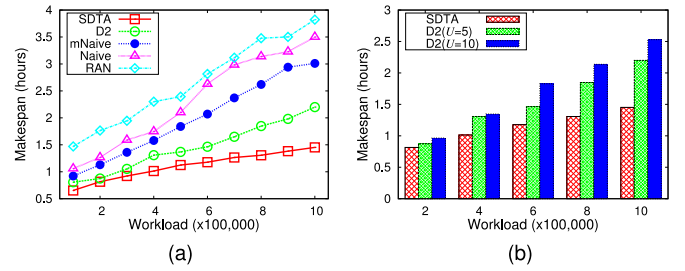 SDTA
D2
mNaive
Naive
RAN
4
3.5
3
2.5
2
1.5
1
0.5
Makespan (hours)
2 4 6 8 10
Workload (x100,000)
(a)
SDTA
D2(U=5)
D2(U=10)
3
2.5
2
1.5
1
0.5
0
Makespan (hours)
2 4 6 8 10
Workload (x100,000)
(b)